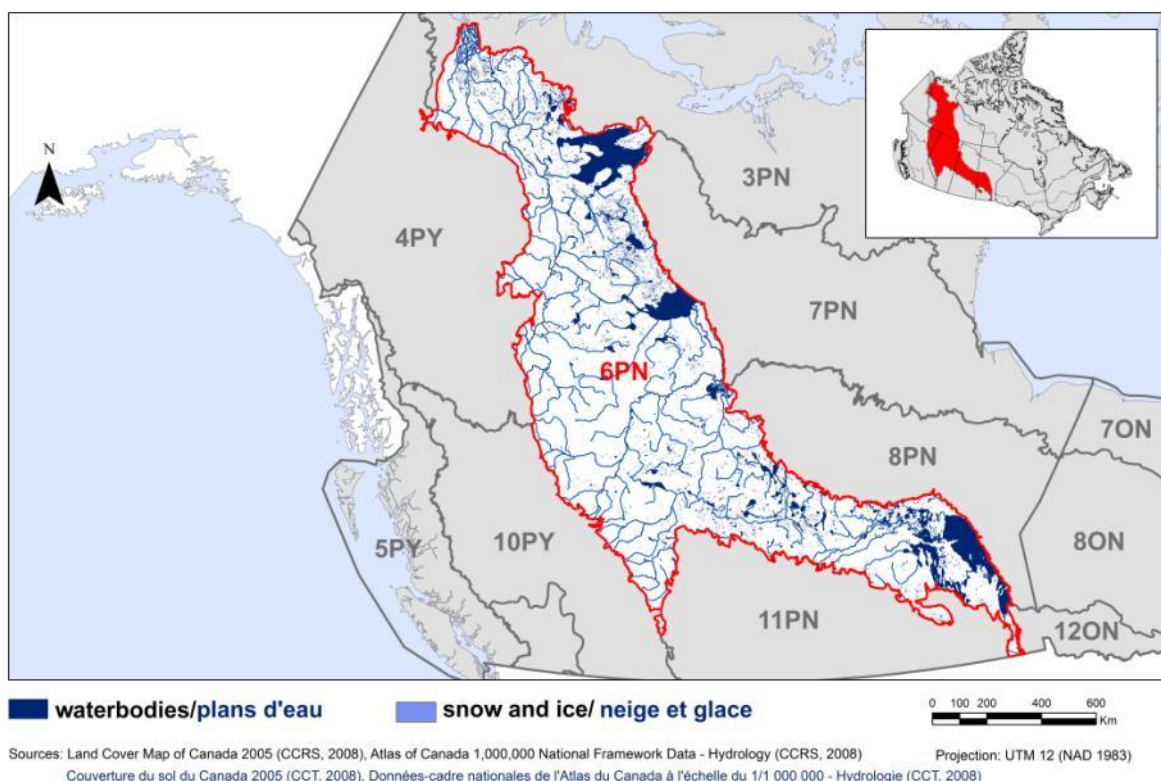 N
3PN
4PY
7PN
6PN
7ON
8PN
5PY
10PY
8ON
11PN
12ON
waterbodies/plans d'eau
snow and ice/ neige et glace
0 100 200 400 600
Km
Sources: Land Cover Map of Canada 2005 (CCRS, 2008), Atlas of Canada 1,000,000 National Framework Data - Hydrology (CCRS, 2008)
Projection: UTM 12 (NAD 1983)
Couverture du sol du Canada 2005 (CCT, 2008), Données-cadre nationales de l'Atlas du Canada à l'échelle du 1/1 000 000 - Hydrologie (CCT, 2008)